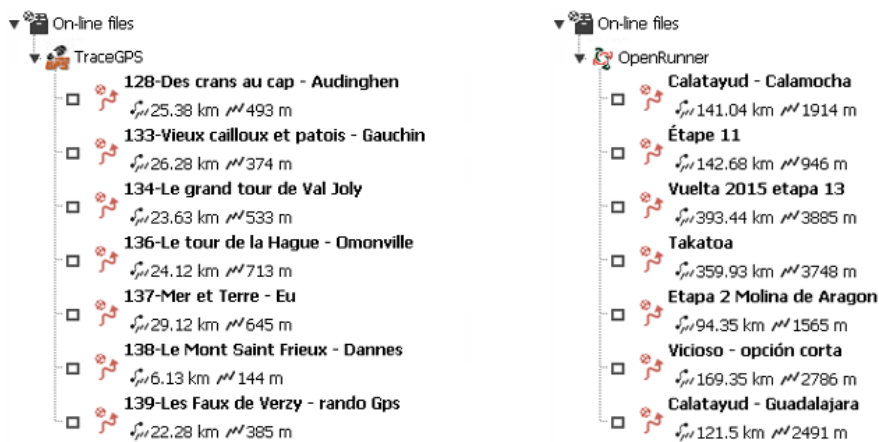 On-line files
TraceGPS
128-Des crans au cap - Audinghen
25.38 km 493 m
133-Vieux cailloux et patois - Gauchin
26.28 km 374 m
134-Le grand tour de Val Joly
23.63 km 533 m
136-Le tour de la Hague - Omonville
24.12 km 713 m
137-Mer et Terre - Eu
29.12 km 645 m
138-Le Mont Saint Frieux - Dannes
6.13 km 144 m
139-Les Faux de Verzy - rando Gps
22.28 km 385 m
On-line files
OpenRunner
Calatayud - Calamocha
141.04 km 1914 m
Étape 11
142.68 km 946 m
Vuelta 2015 etapa 13
393.44 km 3885 m
Takatoa
359.93 km 3748 m
Etapa 2 Molina de Aragon
94.35 km 1565 m
Vicioso - opción corta
169.35 km 2786 m
Calatayud - Guadalajara
121.5 km 2491 m